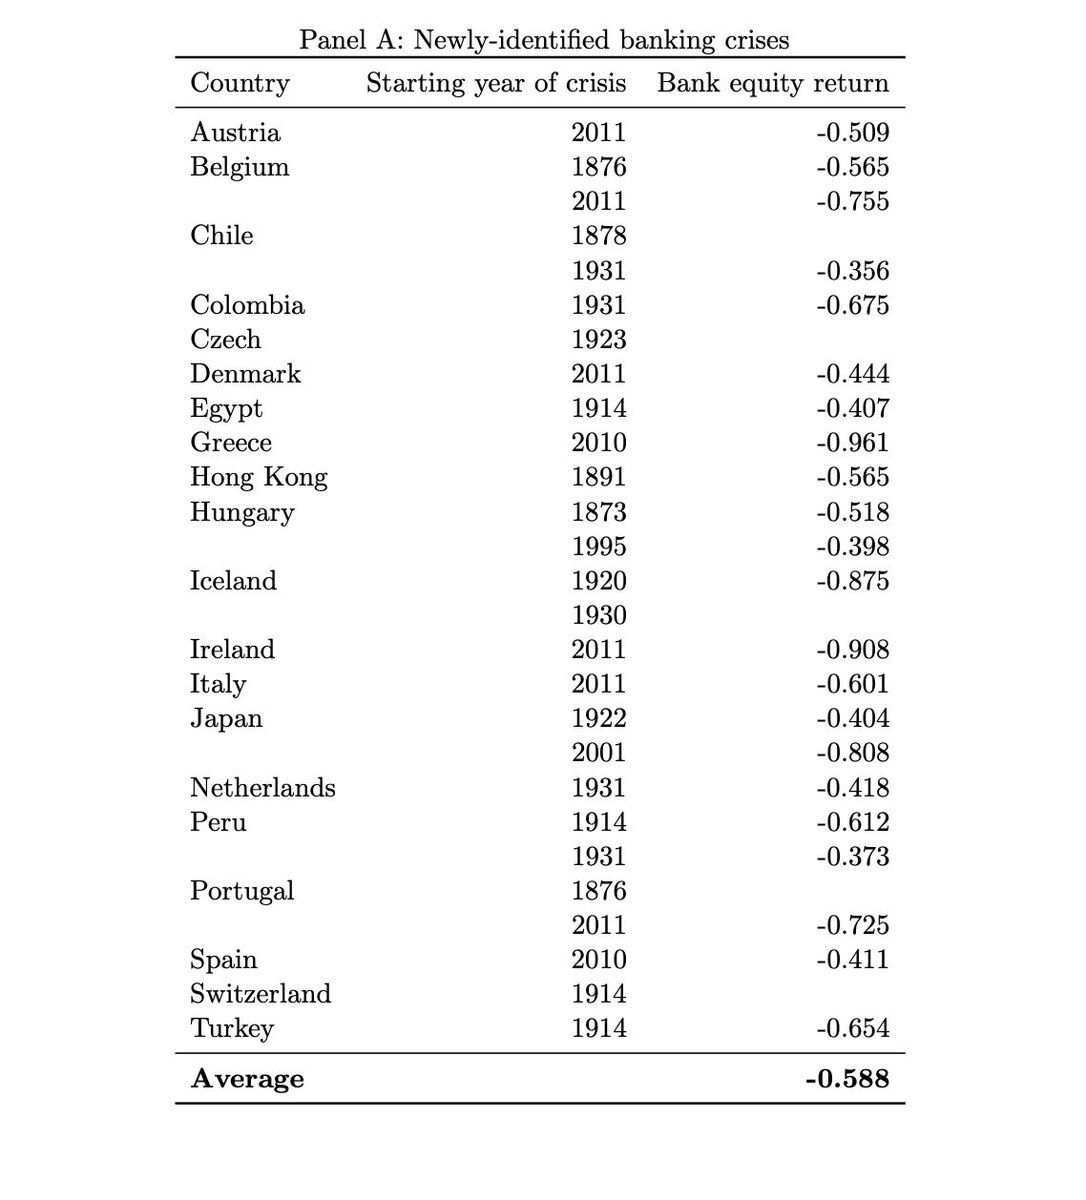 Panel A: Newly-identified banking crises
Country Starting year of crisis Bank equity return
Austria 2011 -0.509
Belgium 1876 -0.565
2011 -0.755
Chile 1878
1931 -0.356
Colombia 1931 -0.675
Czech 1923
Denmark 2011 -0.444
Egypt 1914 -0.407
Greece 2010 -0.961
Hong Kong 1891 -0.565
Hungary 1873 -0.518
1995 -0.398
Iceland 1920 -0.875
1930
Ireland 2011 -0.908
Italy 2011 -0.601
Japan 1922 -0.404
2001 -0.808
Netherlands 1931 -0.418
Peru 1914 -0.612
1931 -0.373
Portugal 1876
2011 -0.725
Spain 2010 -0.411
Switzerland 1914
Turkey 1914 -0.654
Average -0.588